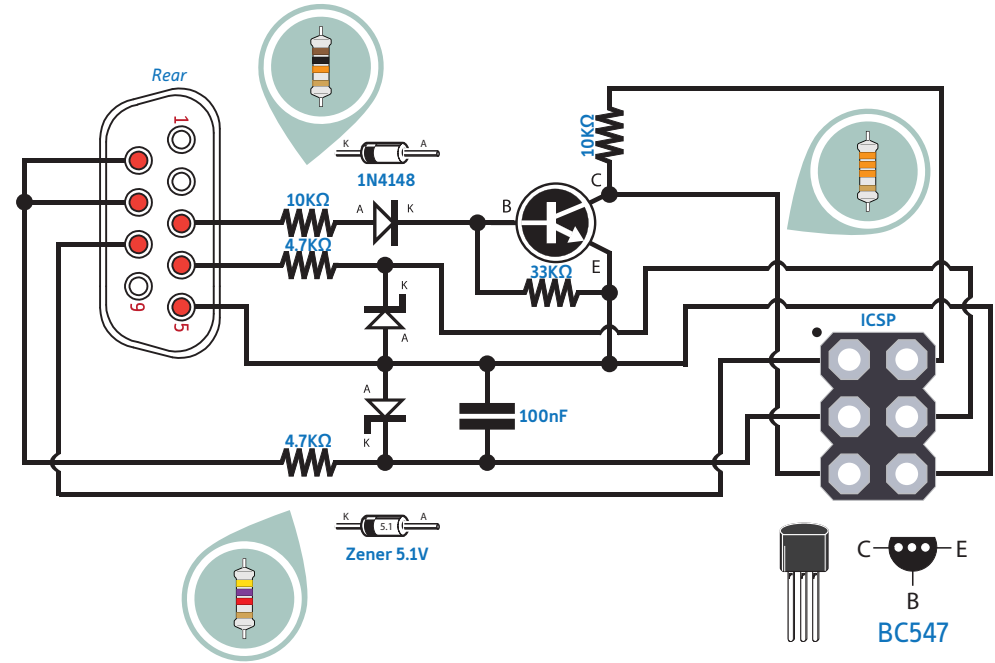 Rear
1
K
A
1N4148
10KΩ
C
10KΩ
A
K
B
4.7KΩ
E
33KΩ
K
9
5
A
ICSP
A
100nF
K
4.7KΩ
K
5.1
A
Zener 5.1V
C
E
B
BC547